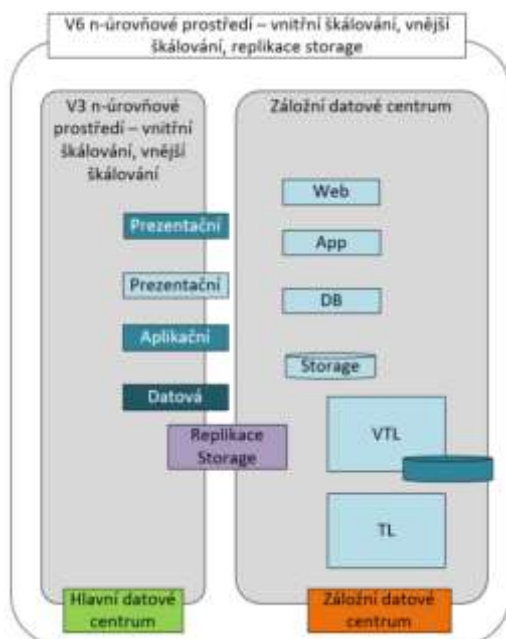 V6 n-úrovňové prostředí – vnitřní škálování, vnější
škálování, replikace storage
V3 n-úrovňové
prostředí – vnitřní
škálování, vnější
škálování
Prezentační
Prezentační
Aplikační
Datová
Replikace
Storage
Hlavní datové
centrum
Záložní datové centrum
Web
App
DB
Storage
VTL
TL
Záložní datové
centrum